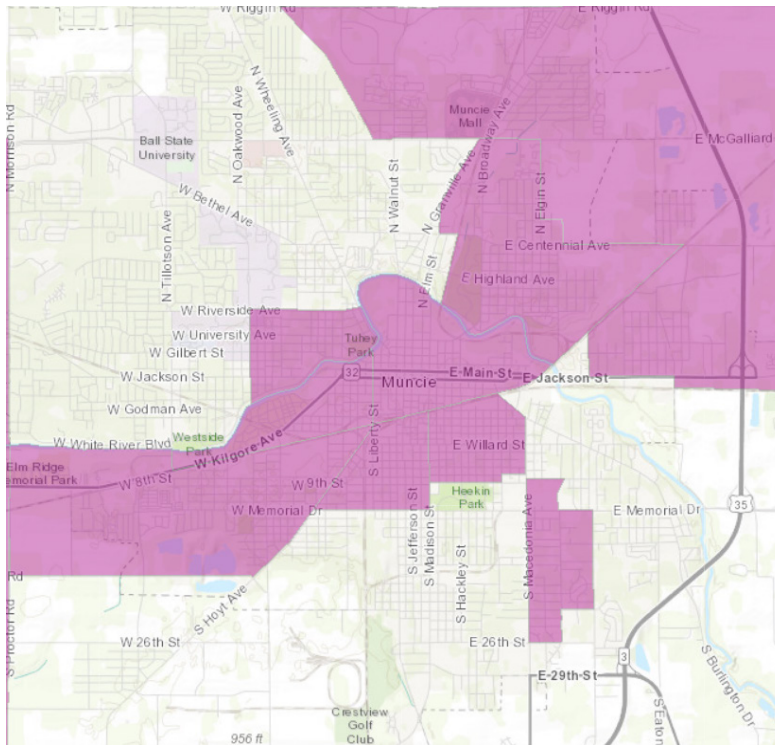 W Riggin Rd
E Riggin Rd
N Morrison Rd
N Oakwood Ave
N Wheeling Ave
Muncie
Mall
N Broadway Ave
Ball State
University
E McGalliard
N Walnut St
N Granville Ave
N Elgin St
W Bethel Ave
N Tillotson Ave
E Centennial Ave
N Elm St
E Highland Ave
W Riverside Ave
W University Ave
Tuhey
Park
W Gilbert St
32
E Main St
W Jackson St
Muncie
E Jackson St
W Godman Ave
S Liberty St
W White River Blvd
Westside
Park
E Willard St
W Kilgore Ave
Elm Ridge
emorial Park
W 8th St
W 9th St
Heekin
Park
35
W Memorial Dr
E Memorial Dr
S Jefferson St
S Madison St
S Macedonia Ave
S Hackley St
Rd
S Proctor Rd
S Hoyt Ave
W 26th St
E 26th St
3
E 29th St
S Burlington Dr
S Eaton
Crestview
Golf
Club
956 ft